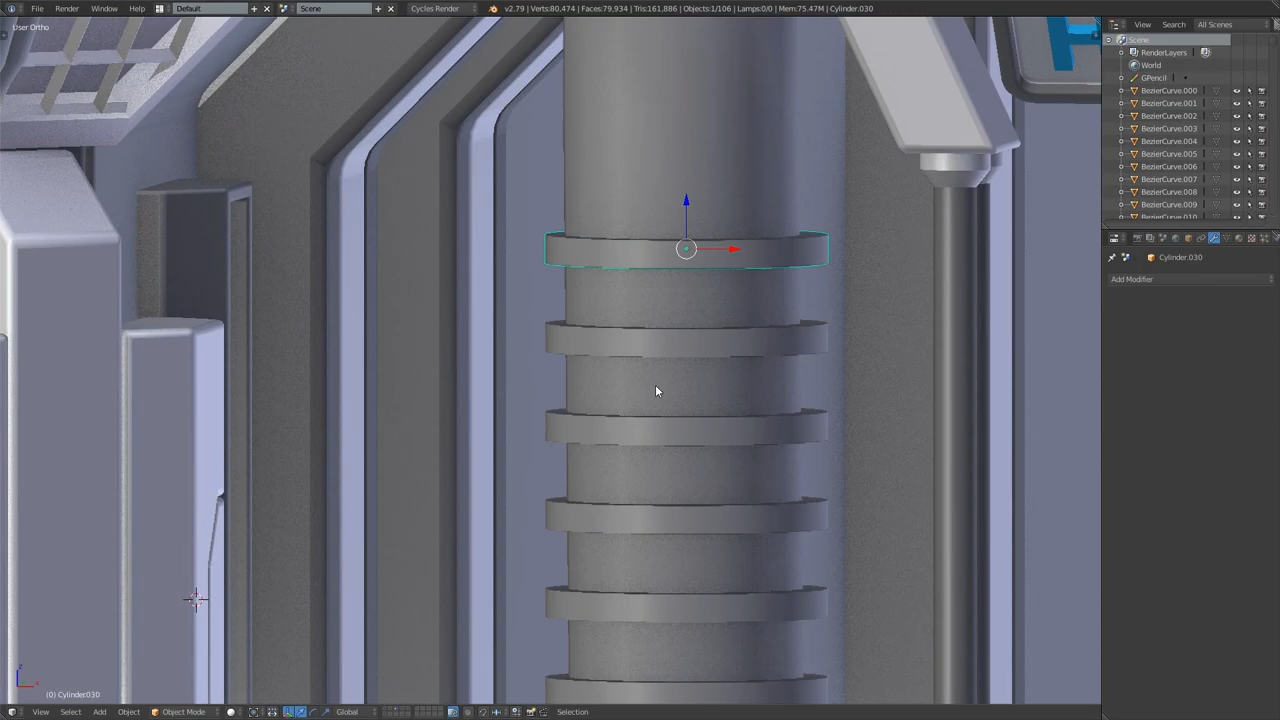 File Render Window Help Default Scene Cycles Render v2.79 | Verts:80,474 | Faces:79,934 | Tris:161,886 | Objects:1/106 | Lamps:0/0 | Mem:75.47M | Cylinder.030
User Ortho
View Search All Scenes
Scene
RenderLayers
World
GPencil
BezierCurve.000
BezierCurve.001
BezierCurve.002
BezierCurve.003
BezierCurve.004
BezierCurve.005
BezierCurve.006
BezierCurve.007
BezierCurve.008
BezierCurve.009
BezierCurve.010
Cylinder.030
Add Modifier
z
x
(0) Cylinder.030
View Select Add Object Object Mode Global Selection